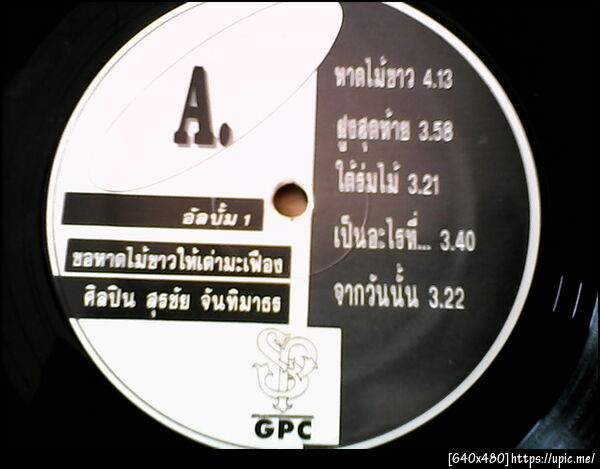 A.
อัลบั้ม 1
ขอหาดไม้ขาวให้เต่ามะเฟือง
ศิลปิน สุรชัย จันทิมาธร
GPC
หาดไม้ขาว 4.13
ฝูงสุดท้าย 3.58
ใต้ร่มไม้ 3.21
เป็นอะไรที่... 3.40
จากวันนั้น 3.22
[640x480] https://upic.me/